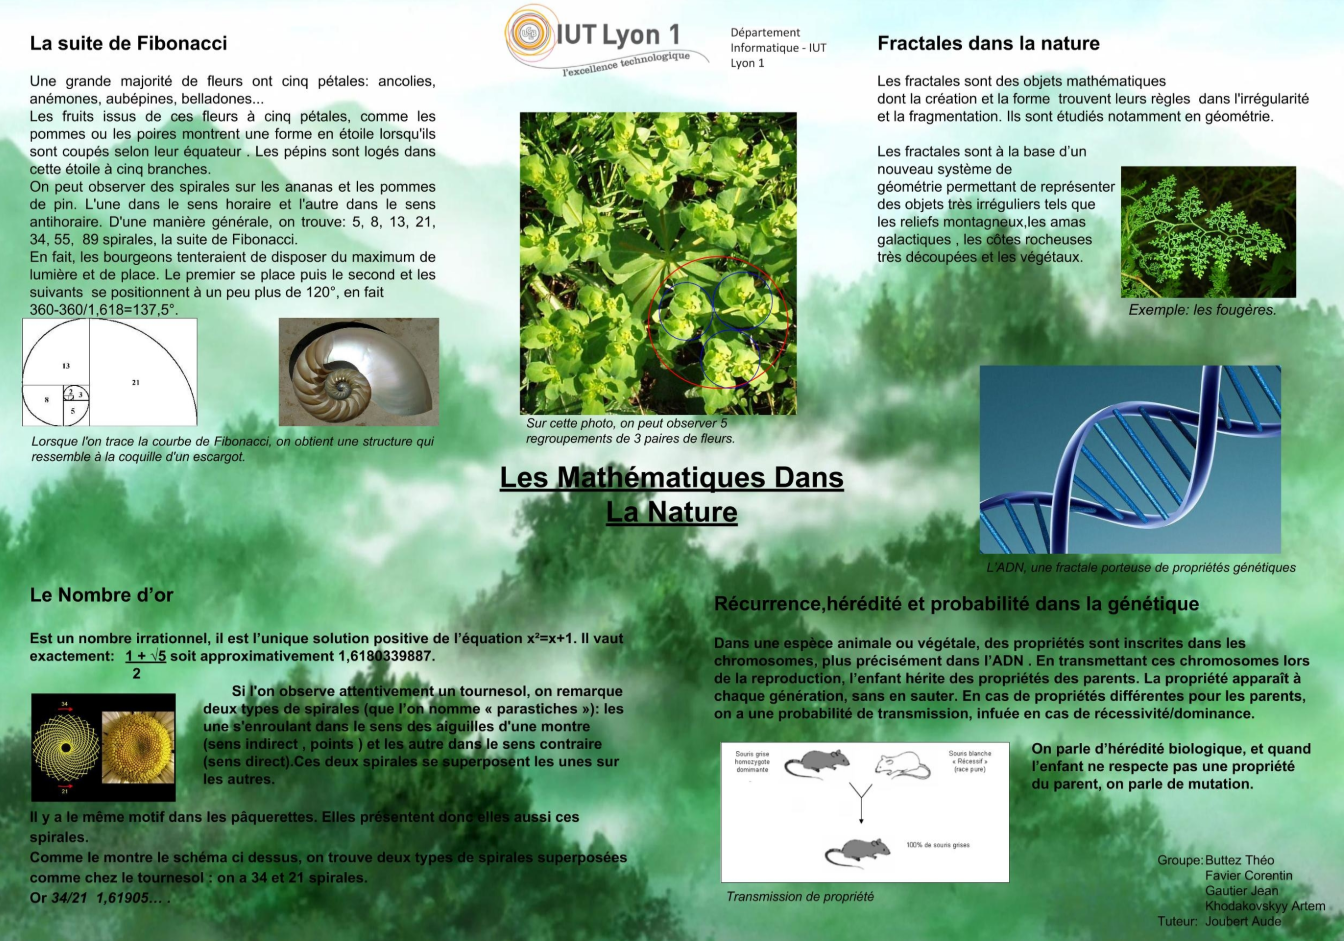 La suite de Fibonacci
Une grande majorité de fleurs ont cinq pétales: ancolies,
anémones, aubépines, belladones...
Les fruits issus de ces fleurs à cinq pétales, comme les
pommes ou les poires montrent une forme en étoile lorsqu'ils
sont coupés selon leur équateur . Les pépins sont logés dans
cette étoile à cinq branches.
On peut observer des spirales sur les ananas et les pommes
de pin. L'une dans le sens horaire et l'autre dans le sens
antihoraire. D'une manière générale, on trouve: 5, 8, 13, 21,
34, 55, 89 spirales, la suite de Fibonacci.
En fait, les bourgeons tenteraient de disposer du maximum de
lumière et de place. Le premier se place puis le second et les
suivants se positionnent à un peu plus de 120°, en fait
360-360/1,618=137,5°.
13
21
8
2
3
5
Lorsque l'on trace la courbe de Fibonacci, on obtient une structure qui
ressemble à la coquille d'un escargot.
IUT Lyon 1
l'excellence technologique
Département
Informatique - IUT
Lyon 1
Sur cette photo, on peut observer 5
regroupements de 3 paires de fleurs.
Les Mathématiques Dans
La Nature
Fractales dans la nature
Les fractales sont des objets mathématiques
dont la création et la forme trouvent leurs règles dans l'irrégularité
et la fragmentation. Ils sont étudiés notamment en géométrie.
Les fractales sont à la base d'un
nouveau système de
géométrie permettant de représenter
des objets très irréguliers tels que
les reliefs montagneux,les amas
galactiques , les côtes rocheuses
très découpées et les végétaux.
Exemple: les fougères.
L'ADN, une fractale porteuse de propriétés génétiques
Le Nombre d'or
Est un nombre irrationnel, il est l'unique solution positive de l'équation x²=x+1. Il vaut
exactement: 1 + √5 soit approximativement 1,6180339887.
2
Si l'on observe attentivement un tournesol, on remarque
deux types de spirales (que l'on nomme « parastiches »): les
une s'enroulant dans le sens des aiguilles d'une montre
(sens indirect , points ) et les autre dans le sens contraire
(sens direct).Ces deux spirales se superposent les unes sur
les autres.
34
21
Il y a le même motif dans les pâquerettes. Elles présentent donc elles aussi ces
spirales.
Comme le montre le schéma ci dessus, on trouve deux types de spirales superposées
comme chez le tournesol : on a 34 et 21 spirales.
Or 34/21 1,61905... .
Récurrence,hérédité et probabilité dans la génétique
Dans une espèce animale ou végétale, des propriétés sont inscrites dans les
chromosomes, plus précisément dans l'ADN . En transmettant ces chromosomes lors
de la reproduction, l'enfant hérite des propriétés des parents. La propriété apparaît à
chaque génération, sans en sauter. En cas de propriétés différentes pour les parents,
on a une probabilité de transmission, infuée en cas de récessivité/dominance.
Souris grise
homozygote
dominante
Souris blanche
« Récessif »
(race pure)
100% de souris grises
Transmission de propriété
On parle d'hérédité biologique, et quand
l'enfant ne respecte pas une propriété
du parent, on parle de mutation.
Groupe: Buttez Théo
Favier Corentin
Gautier Jean
Khodakovskyy Artem
Tuteur: Joubert Aude